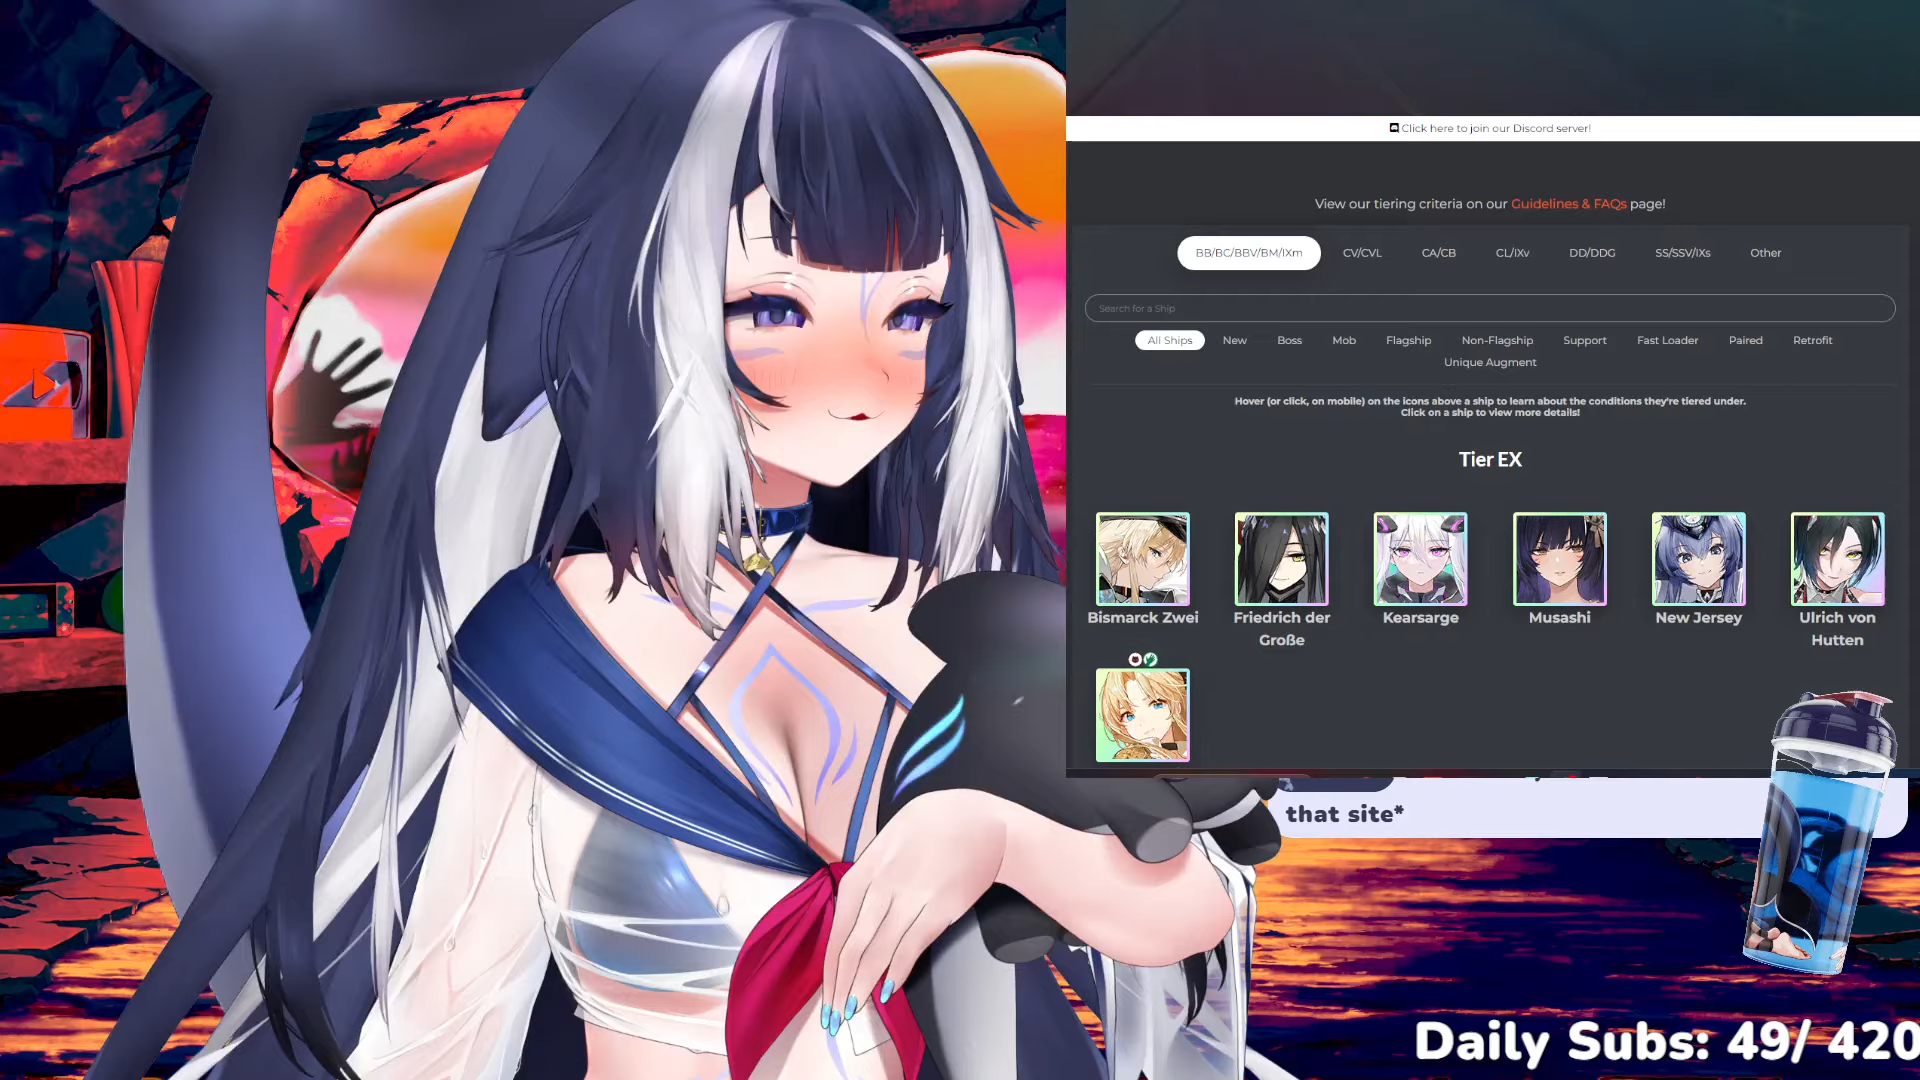 Click here to join our Discord server!
View our tiering criteria on our Guidelines & FAQs page!
BB/BC/BBV/BM/IXm CV/CVL CA/CB CL/IXv DD/DDG SS/SSV/IXs Other
Search for a Ship
All Ships New Boss Mob Flagship Non-Flagship Support Fast Loader Paired Retrofit
Unique Augment
Hover (or click, on mobile) on the icons above a ship to learn about the conditions they're tiered under.
Click on a ship to view more details!
Tier EX
Bismarck Zwei
Friedrich der
Große
Kearsarge
Musashi
New Jersey
Ulrich von
Hutten
that site*
Daily Subs: 49/ 420